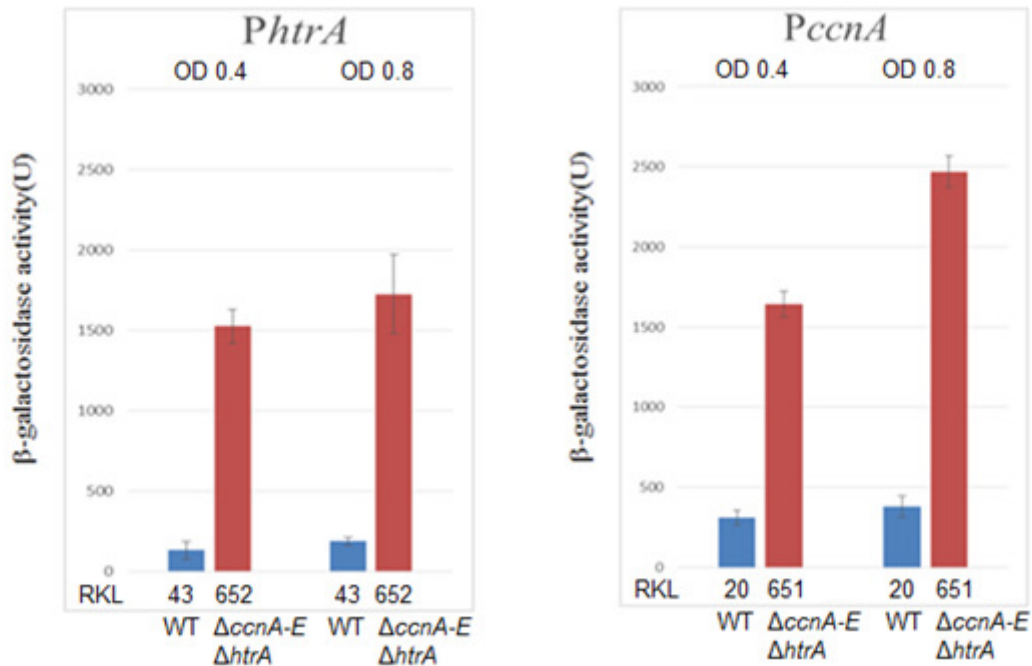 PhtrA
OD 0.4 OD 0.8
β-galactosidase activity(U)
3000
2500
2000
1500
1000
500
0
RKL 43 652 43 652
WT ΔccnA-E WT ΔccnA-E
ΔhtrA ΔhtrA
PccnA
OD 0.4 OD 0.8
β-galactosidase activity(U)
3000
2500
2000
1500
1000
500
0
RKL 20 651 20 651
WT ΔccnA-E WT ΔccnA-E
ΔhtrA ΔhtrA